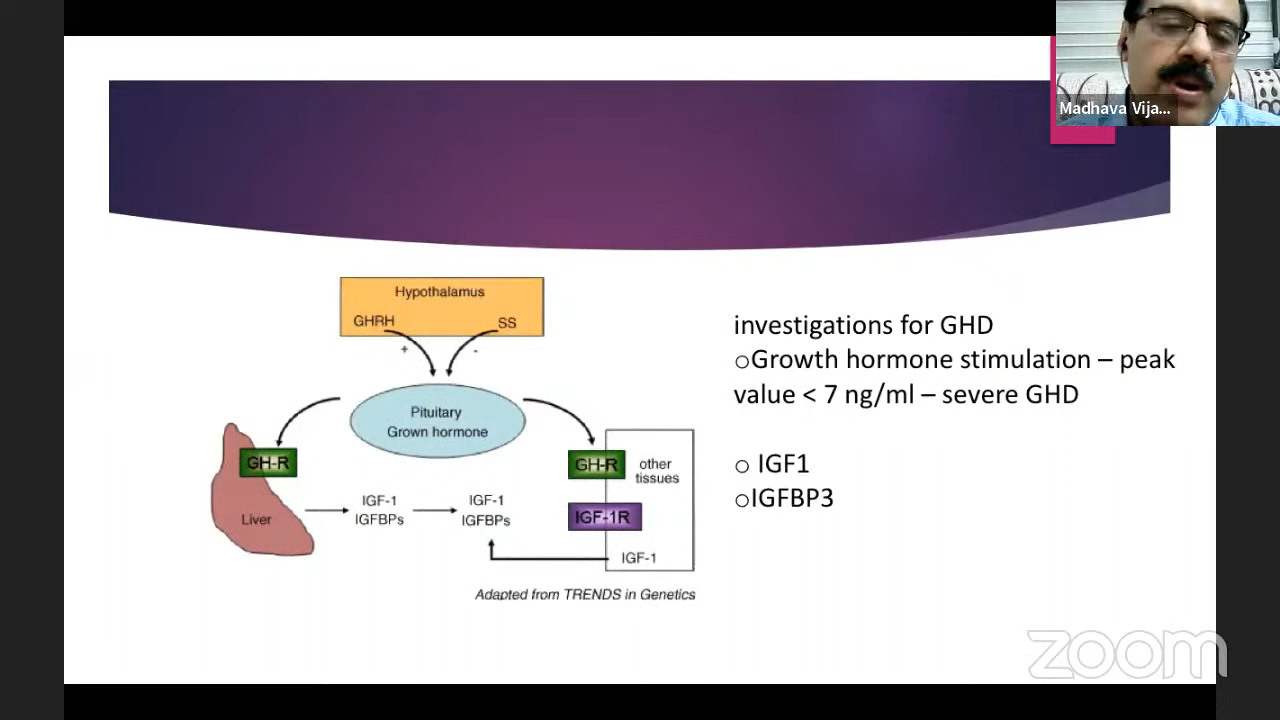 Madhava Vija...
Hypothalamus
GHRH
SS
+
-
Pituitary
Grown hormone
GH-R
GH-R
other
tissues
IGF-1
IGFBPs
IGF-1
IGFBPs
IGF-1R
Liver
IGF-1
Adapted from TRENDS in Genetics
investigations for GHD
oGrowth hormone stimulation – peak
value < 7 ng/ml – severe GHD
o IGF1
oIGFBP3
zoom